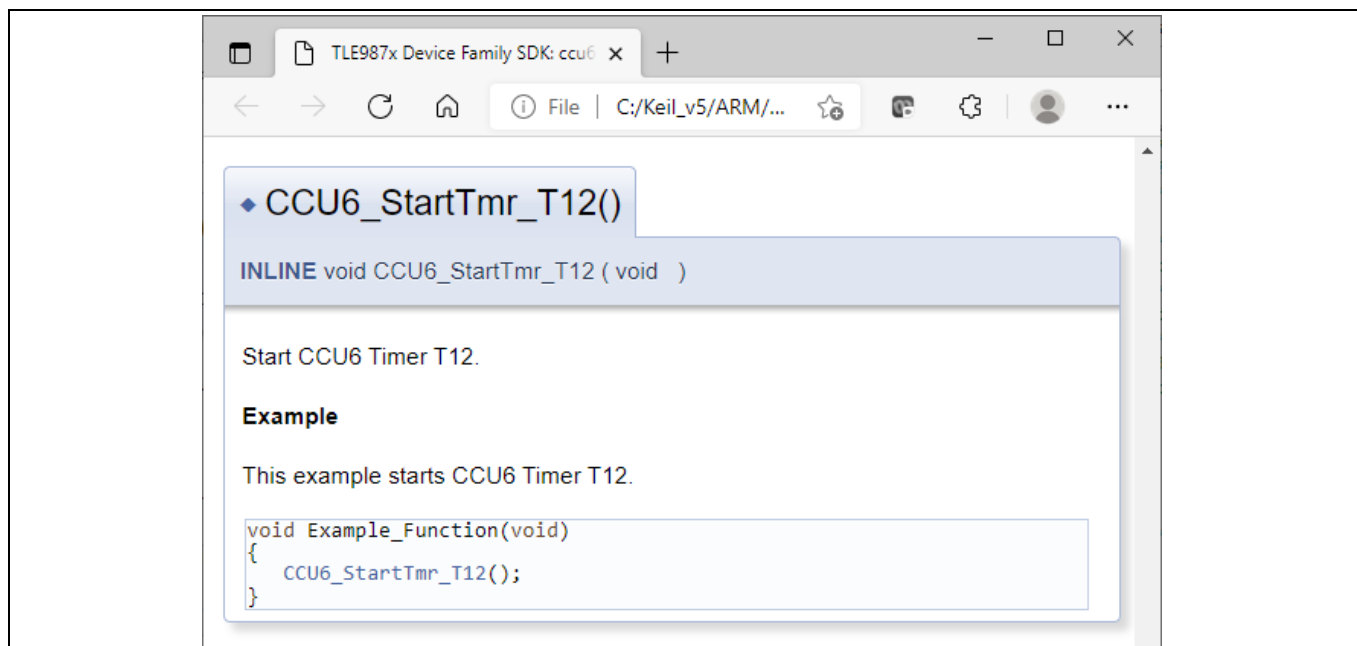 TLE987x Device Family SDK: ccu6
File | C:/Keil_v5/ARM/...
CCU6_StartTmr_T12()
INLINE void CCU6_StartTmr_T12 ( void )
Start CCU6 Timer T12.
Example
This example starts CCU6 Timer T12.
void Example_Function(void)
{
CCU6_StartTmr_T12();
}